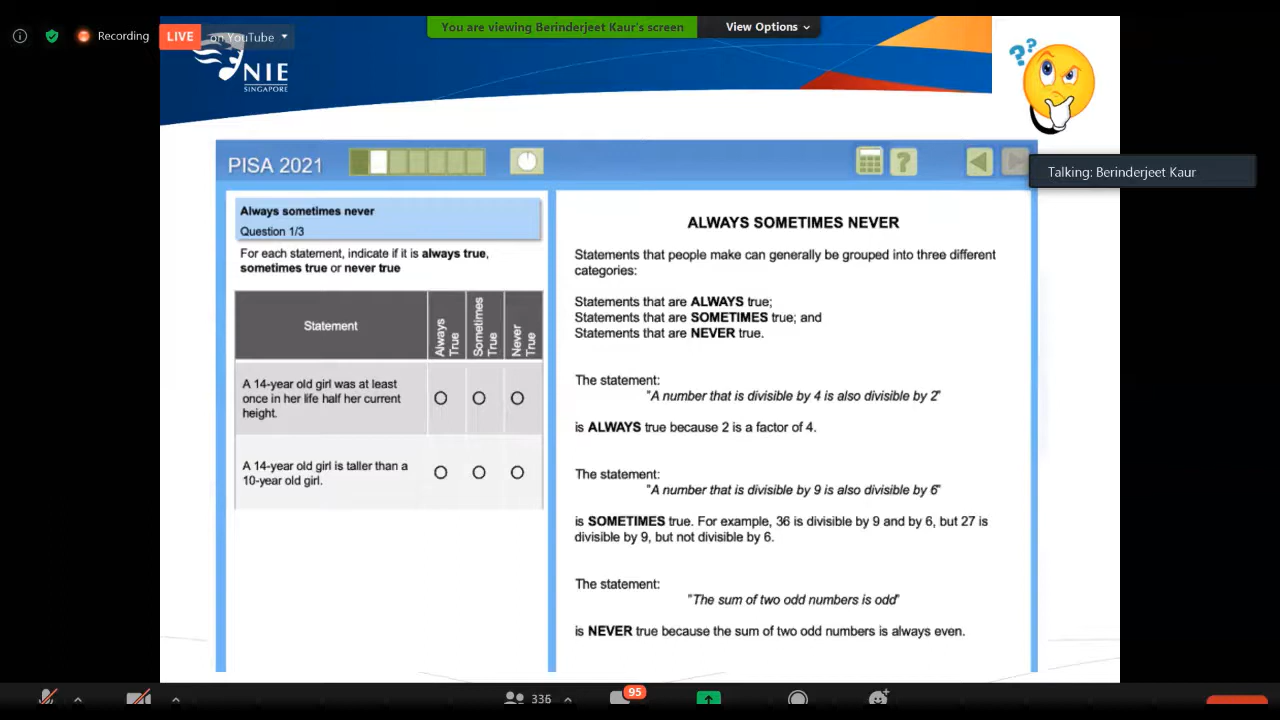 You are viewing Berinderjeet Kaur's screen
View Options
Recording
LIVE
on YouTube
NIE
SINGAPORE
??
PISA 2021
?
Talking: Berinderjeet Kaur
Always sometimes never
Question 1/3
For each statement, indicate if it is always true,
sometimes true or never true
Statement
Always
True
Sometimes
True
Never
True
A 14-year old girl was at least
once in her life half her current
height.
A 14-year old girl is taller than a
10-year old girl.
ALWAYS SOMETIMES NEVER
Statements that people make can generally be grouped into three different
categories:
Statements that are ALWAYS true;
Statements that are SOMETIMES true; and
Statements that are NEVER true.
The statement:
"A number that is divisible by 4 is also divisible by 2"
is ALWAYS true because 2 is a factor of 4.
The statement:
"A number that is divisible by 9 is also divisible by 6"
is SOMETIMES true. For example, 36 is divisible by 9 and by 6, but 27 is
divisible by 9, but not divisible by 6.
The statement:
"The sum of two odd numbers is odd"
is NEVER true because the sum of two odd numbers is always even.
336
95